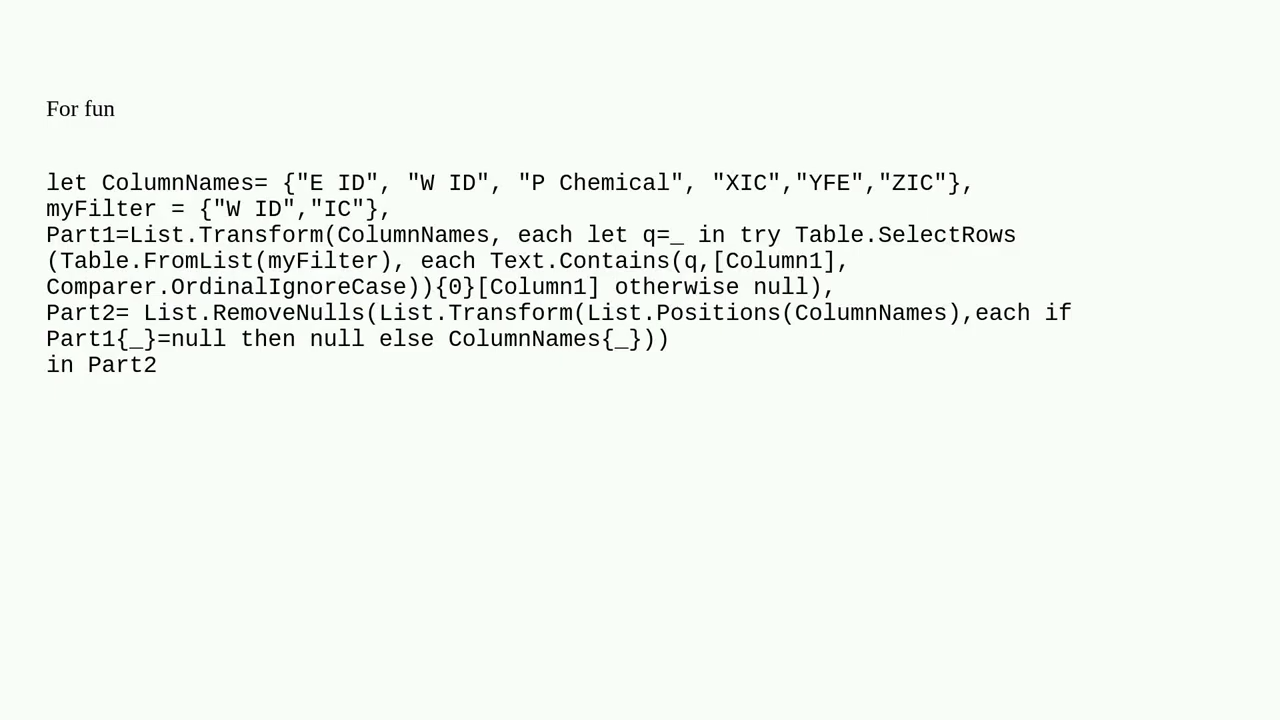 For fun
let ColumnNames= {"E ID", "W ID", "P Chemical", "XIC","YFE","ZIC"},
myFilter = {"W ID","IC"},
Part1=List.Transform(ColumnNames, each let q=_ in try Table.SelectRows
(Table.FromList(myFilter), each Text.Contains(q,[Column1],
Comparer.OrdinalIgnoreCase)){0}[Column1] otherwise null),
Part2= List.RemoveNulls(List.Transform(List.Positions(ColumnNames),each if
Part1{_}=null then null else ColumnNames{_}))
in Part2